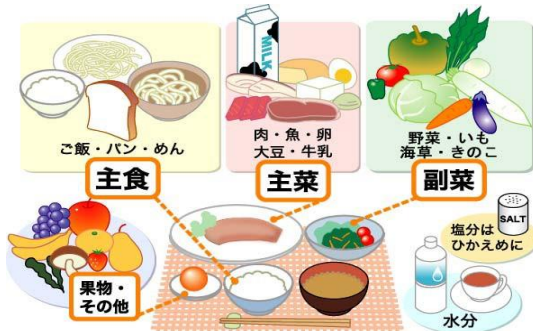 MILK
ご飯・パン・めん
肉・魚・卵
大豆・牛乳
野菜・いも
海草・きのこ
主食
主菜
副菜
SALT
塩分は
ひかえめに
果物・
その他
水分